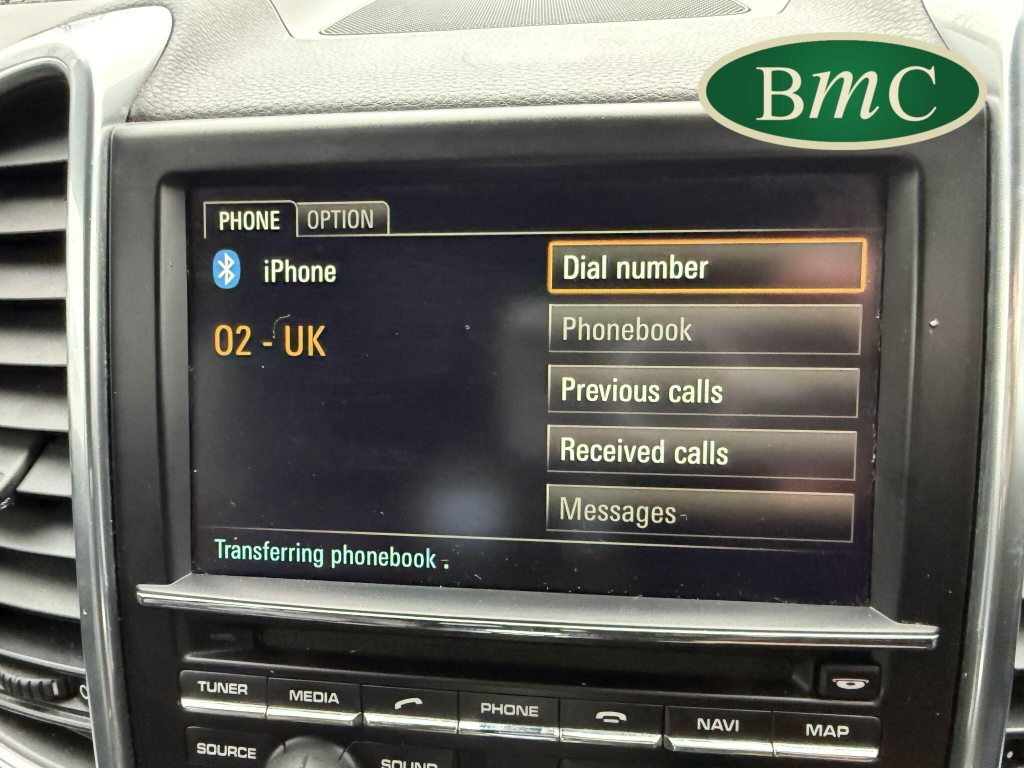 BmC
PHONE OPTION
iPhone
O2 - UK
Dial number
Phonebook
Previous calls
Received calls
Messages
Transferring phonebook .
TUNER MEDIA PHONE NAVI MAP
SOURCE SOUND